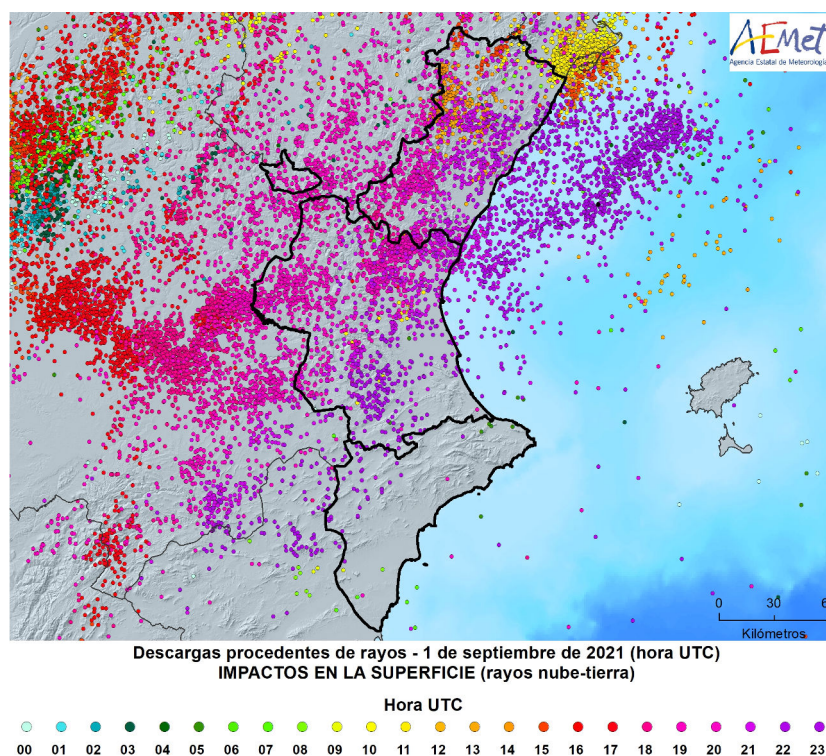 AEMet
Agencia Estatal de Meteorología
0 30 6
Kilómetros
Descargas procedentes de rayos - 1 de septiembre de 2021 (hora UTC)
IMPACTOS EN LA SUPERFICIE (rayos nube-tierra)
Hora UTC
00 01 02 03 04 05 06 07 08 09 10 11 12 13 14 15 16 17 18 19 20 21 22 23